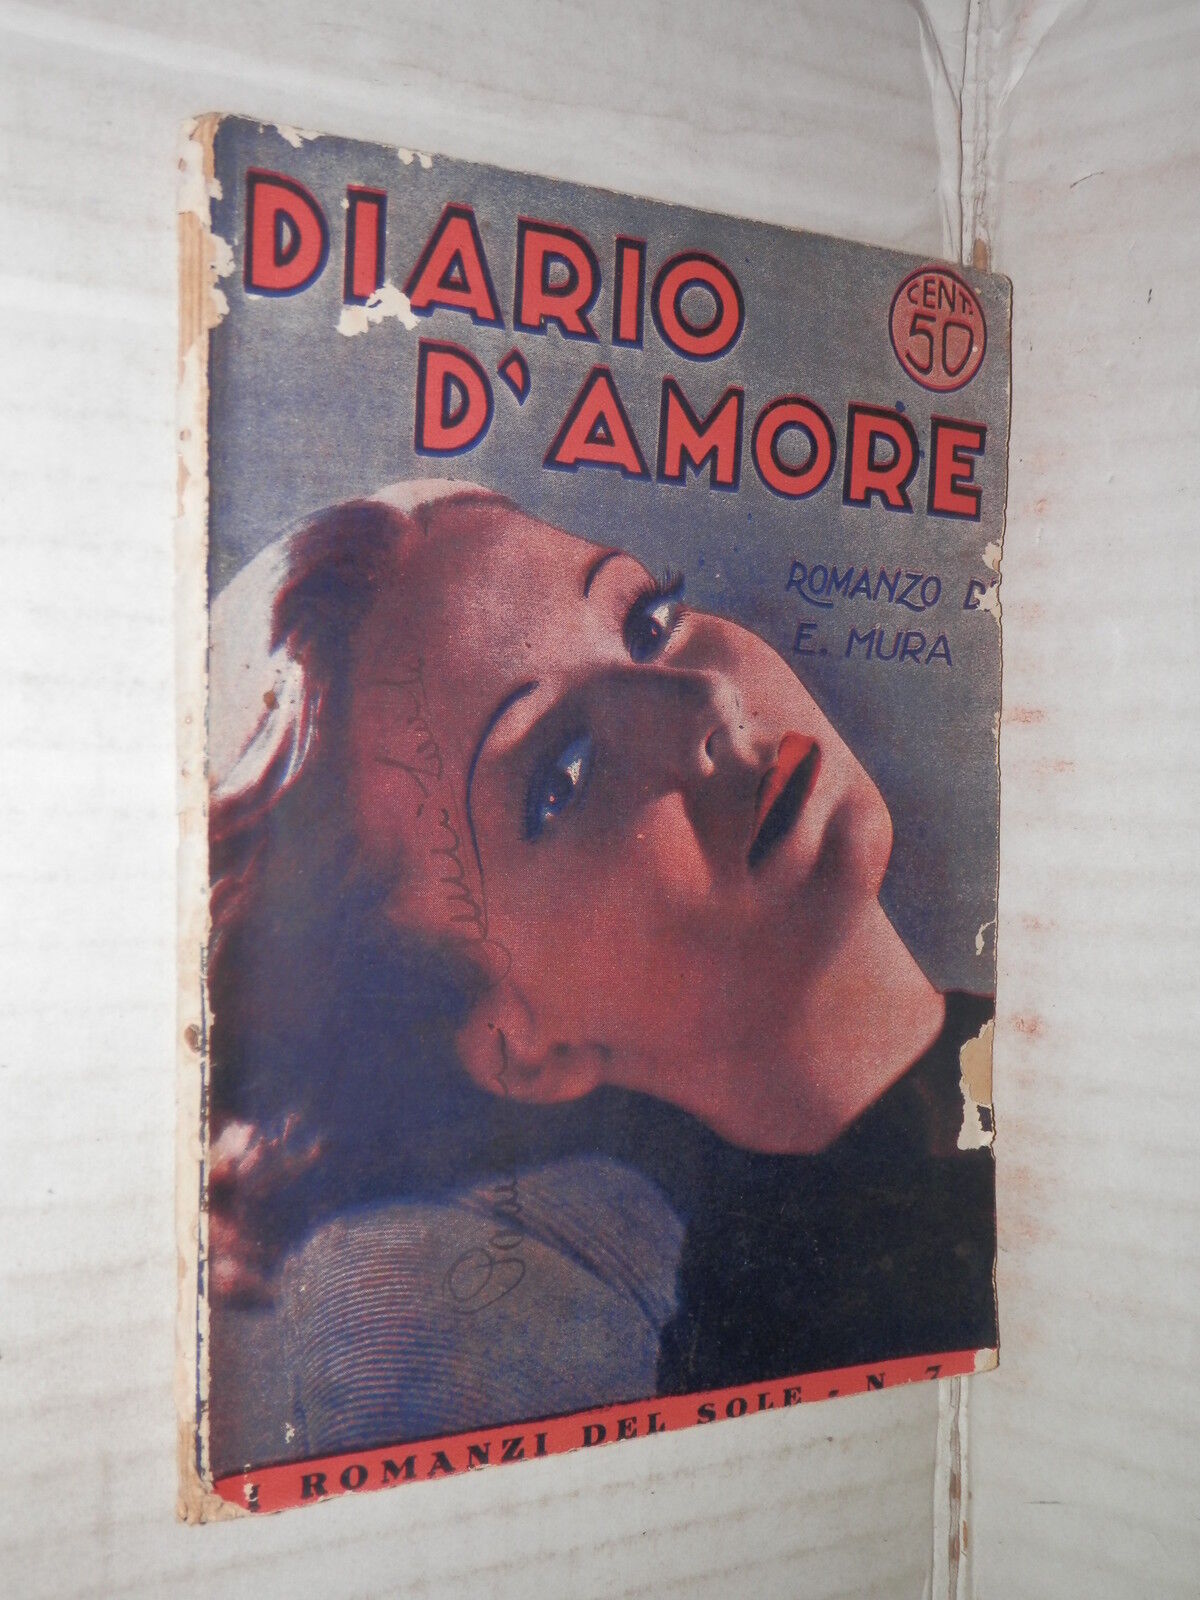 DIARIO
D'AMORE
CENT.
50
ROMANZO DI
E. MURA
I ROMANZI DEL SOLE - N. 7